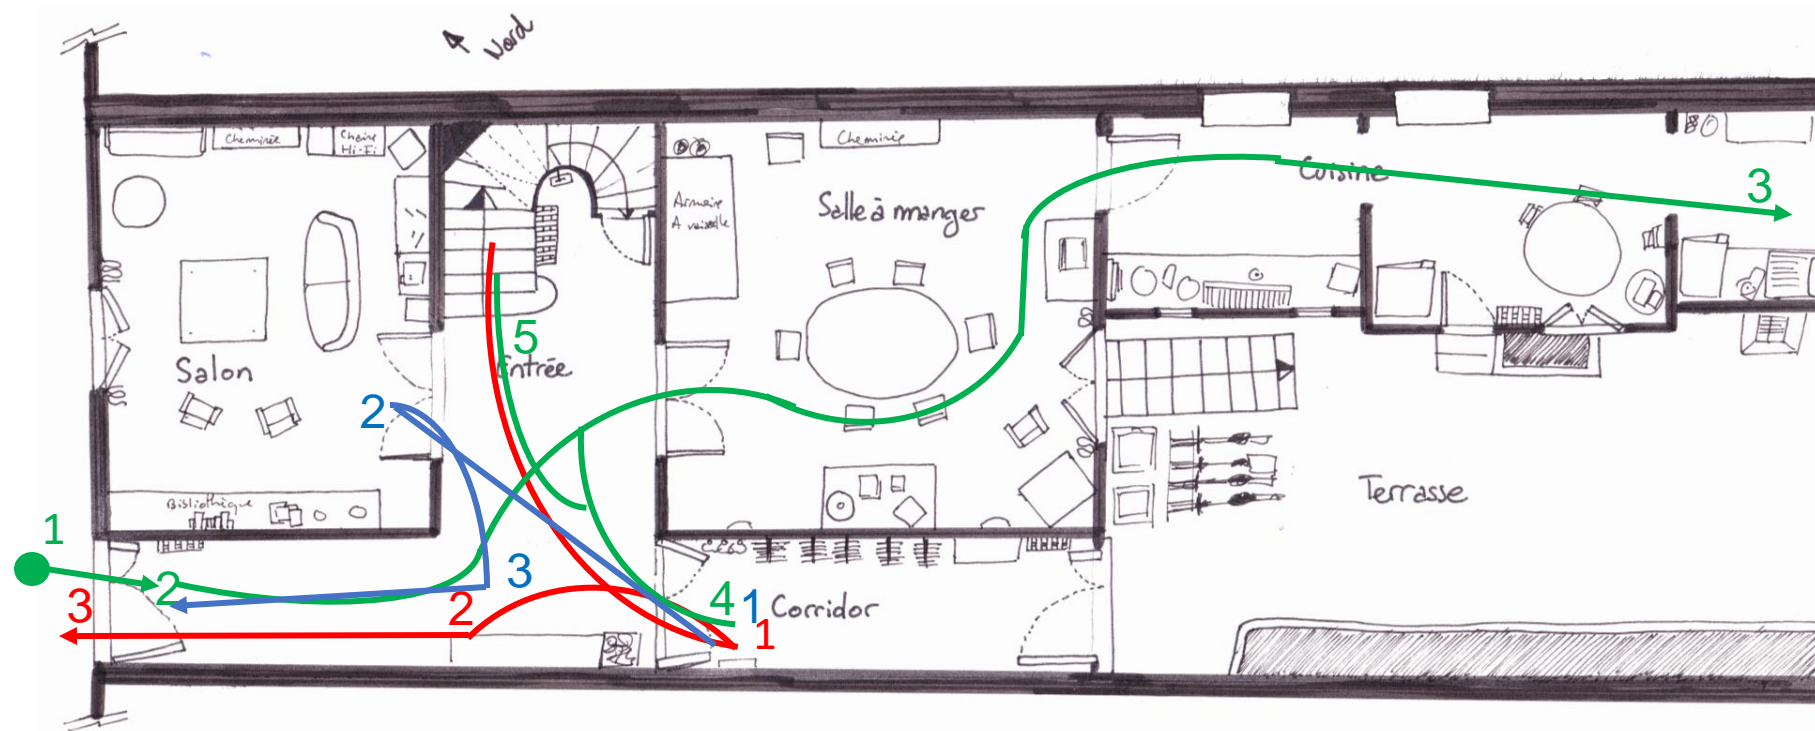 Nord
Cheminée
Chaine
Hi-Fi
Cheminée
Armoire
A vaisselle
Salle à manger
Cuisine
3
5
Entrée
Salon
2
Bibliothèque
Terrasse
1
2
3
3
2
4
1
1
Corridor